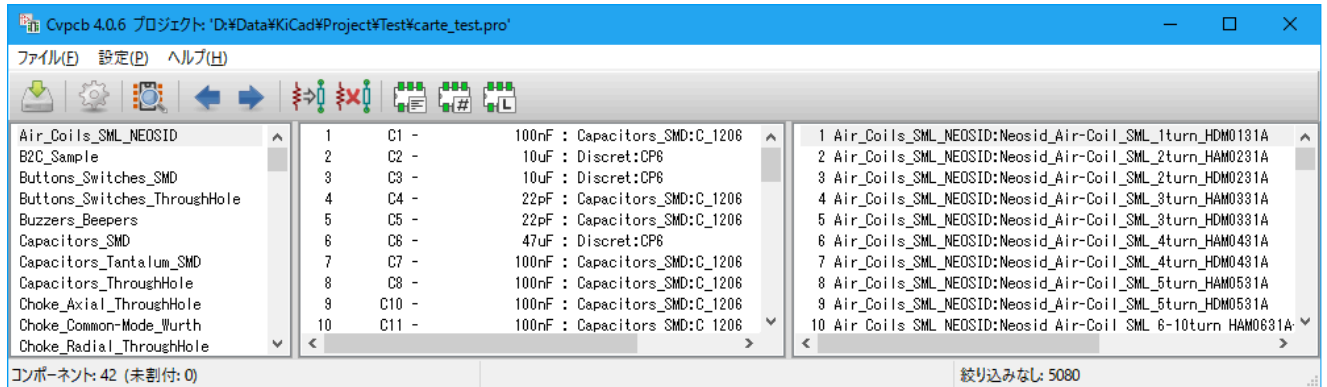 Cvpcb 4.0.6 プロジェクト: 'D:¥Data¥KiCad¥Project¥Test¥carte_test.pro'
ファイル(F) 設定(P) ヘルプ(H)
Air_Coils_SML_NEOSID
B2C_Sample
Buttons_Switches_SMD
Buttons_Switches_ThroughHole
Buzzers_Beepers
Capacitors_SMD
Capacitors_Tantalum_SMD
Capacitors_ThroughHole
Choke_Axial_ThroughHole
Choke_Common-Mode_Wurth
Choke_Radial_ThroughHole
1 C1 - 100nF : Capacitors_SMD:C_1206
2 C2 - 10uF : Discret:CP6
3 C3 - 10uF : Discret:CP6
4 C4 - 22pF : Capacitors_SMD:C_1206
5 C5 - 22pF : Capacitors_SMD:C_1206
6 C6 - 47uF : Discret:CP6
7 C7 - 100nF : Capacitors_SMD:C_1206
8 C8 - 100nF : Capacitors_SMD:C_1206
9 C10 - 100nF : Capacitors_SMD:C_1206
10 C11 - 100nF : Capacitors_SMD:C_1206
1 Air_Coils_SML_NEOSID:Neosid_Air-Coil_SML_1turn_HDM0131A
2 Air_Coils_SML_NEOSID:Neosid_Air-Coil_SML_2turn_HAM0231A
3 Air_Coils_SML_NEOSID:Neosid_Air-Coil_SML_2turn_HDM0231A
4 Air_Coils_SML_NEOSID:Neosid_Air-Coil_SML_3turn_HAM0331A
5 Air_Coils_SML_NEOSID:Neosid_Air-Coil_SML_3turn_HDM0331A
6 Air_Coils_SML_NEOSID:Neosid_Air-Coil_SML_4turn_HAM0431A
7 Air_Coils_SML_NEOSID:Neosid_Air-Coil_SML_4turn_HDM0431A
8 Air_Coils_SML_NEOSID:Neosid_Air-Coil_SML_5turn_HAM0531A
9 Air_Coils_SML_NEOSID:Neosid_Air-Coil_SML_5turn_HDM0531A
10 Air_Coils_SML_NEOSID:Neosid_Air-Coil_SML_6-10turn_HAM0631A-
コンポーネント: 42 (未割付: 0)
絞り込みなし: 5080